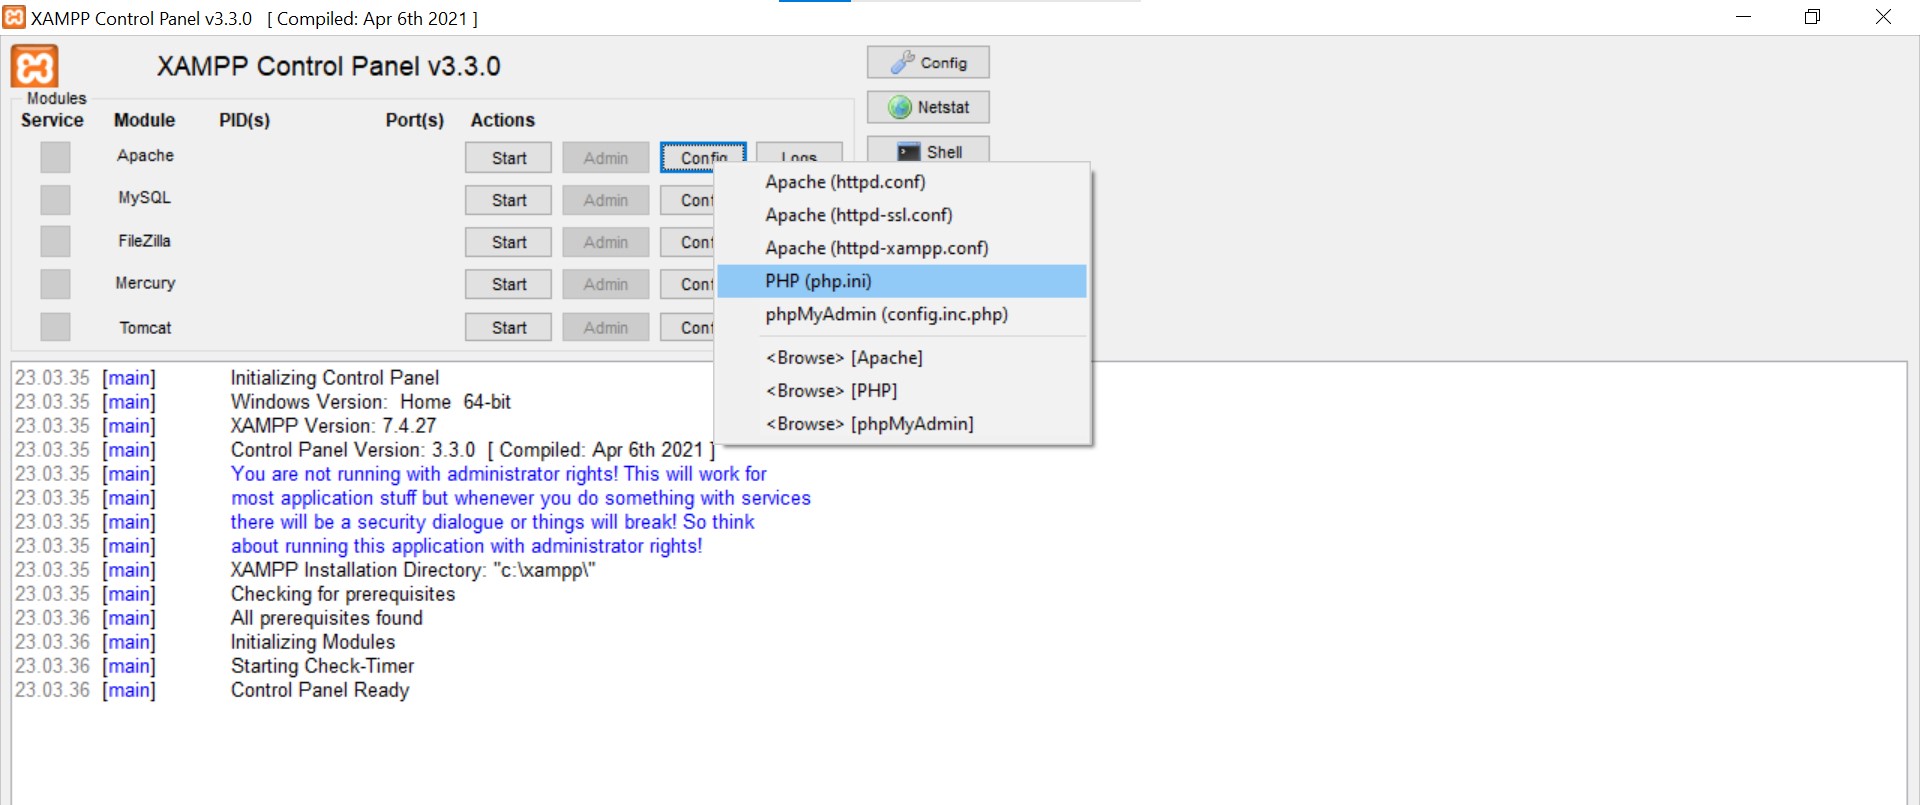 XAMPP Control Panel v3.3.0 [ Compiled: Apr 6th 2021 ]
XAMPP Control Panel v3.3.0
Config
Netstat
Shell
Modules
Service Module PID(s) Port(s) Actions
Apache Start Admin Config Logs
MySQL Start Admin Conf
FileZilla Start Admin Conf
Mercury Start Admin Conf
Tomcat Start Admin Conf
Apache (httpd.conf)
Apache (httpd-ssl.conf)
Apache (httpd-xampp.conf)
PHP (php.ini)
phpMyAdmin (config.inc.php)
<Browse> [Apache]
<Browse> [PHP]
<Browse> [phpMyAdmin]
23.03.35 [main] Initializing Control Panel
23.03.35 [main] Windows Version: Home 64-bit
23.03.35 [main] XAMPP Version: 7.4.27
23.03.35 [main] Control Panel Version: 3.3.0 [ Compiled: Apr 6th 2021 ]
23.03.35 [main] You are not running with administrator rights! This will work for
23.03.35 [main] most application stuff but whenever you do something with services
23.03.35 [main] there will be a security dialogue or things will break! So think
23.03.35 [main] about running this application with administrator rights!
23.03.35 [main] XAMPP Installation Directory: "c:\xampp\"
23.03.35 [main] Checking for prerequisites
23.03.36 [main] All prerequisites found
23.03.36 [main] Initializing Modules
23.03.36 [main] Starting Check-Timer
23.03.36 [main] Control Panel Ready